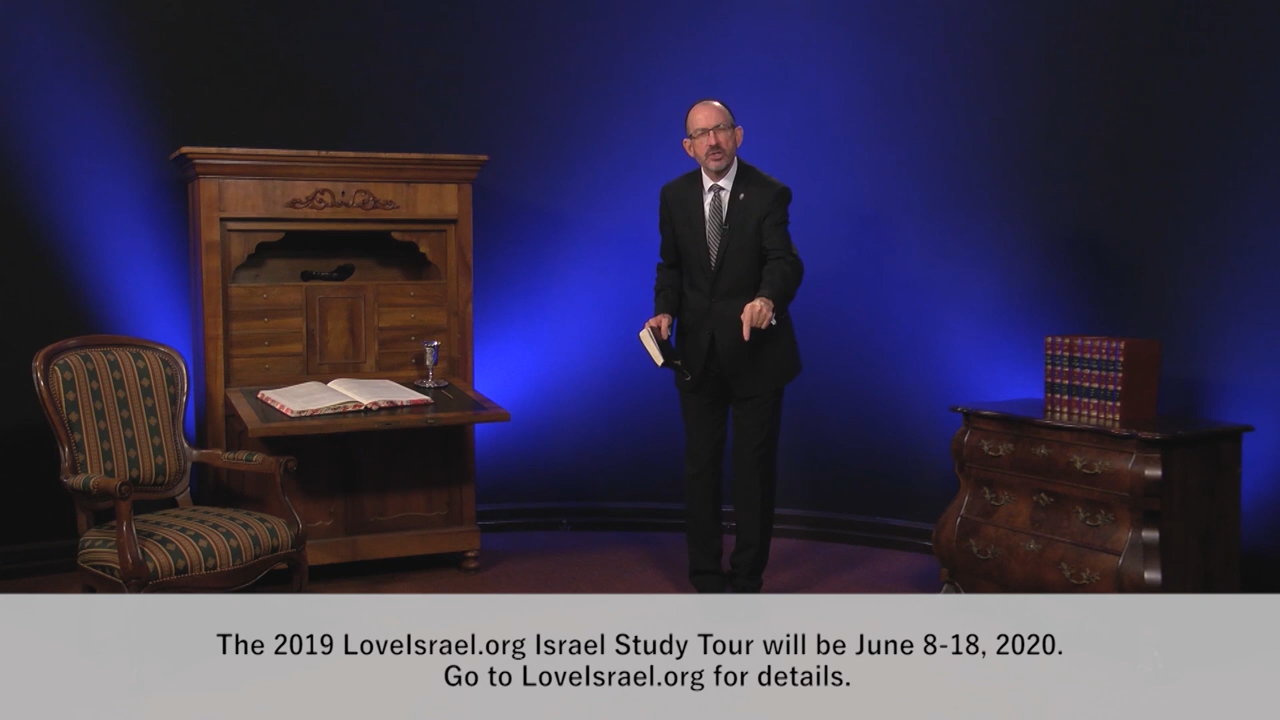 The 2019 LoveIsrael.org Israel Study Tour will be June 8-18, 2020.
Go to LoveIsrael.org for details.